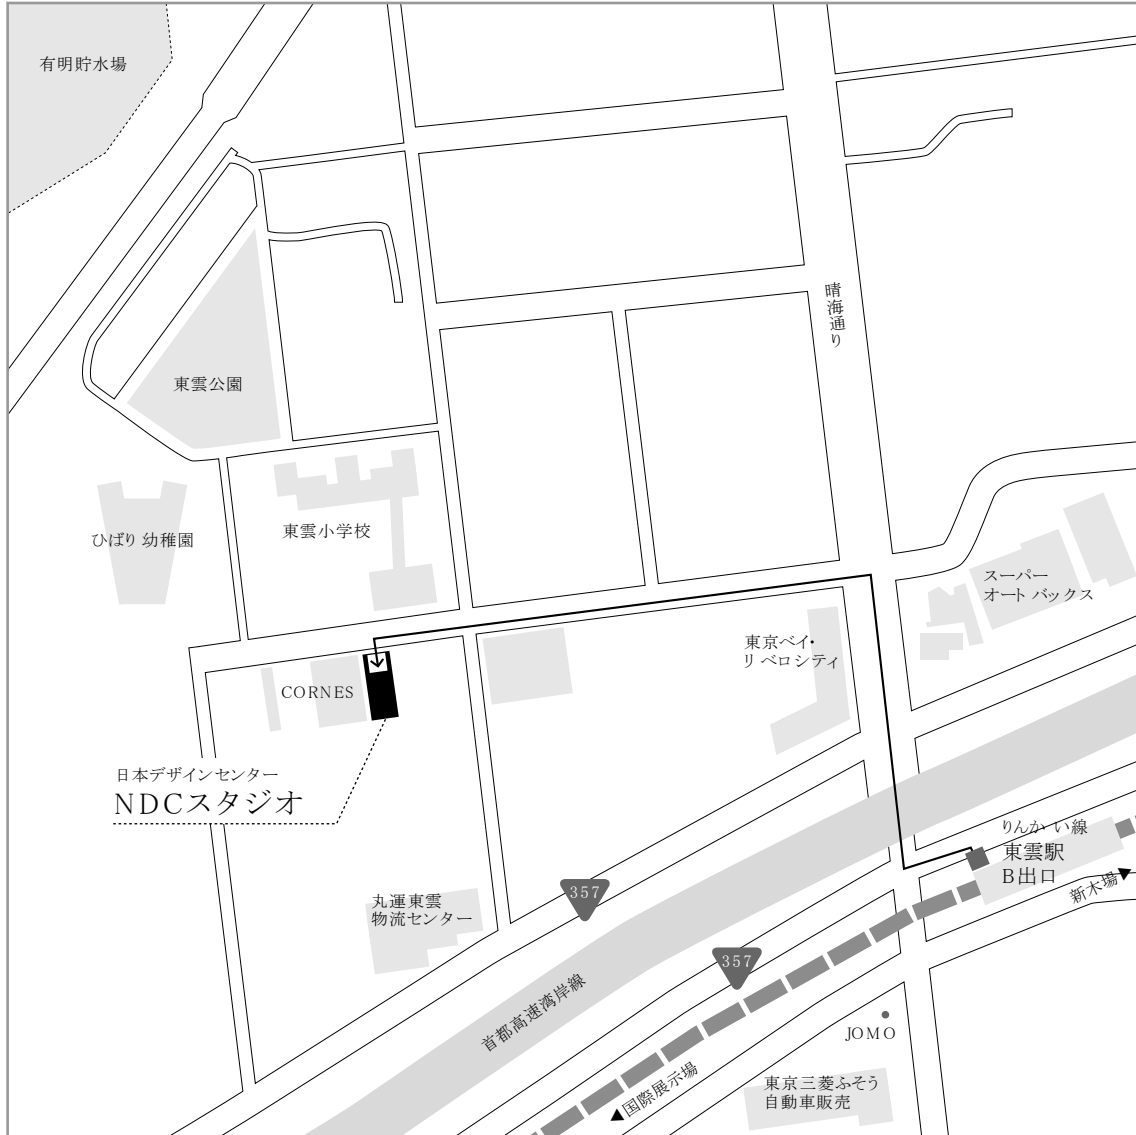 有明貯水場
晴海通り
東雲公園
ひばり幼稚園
東雲小学校
スーパー
オートバックス
東京ベイ・
リベロシティ
CORNES
日本デザインセンター
NDCスタジオ
りんかい線
東雲駅
B出口
新木場▶
357
丸運東雲
物流センター
357
首都高速湾岸線
JOMO
◀国際展示場
東京三菱ふそう
自動車販売